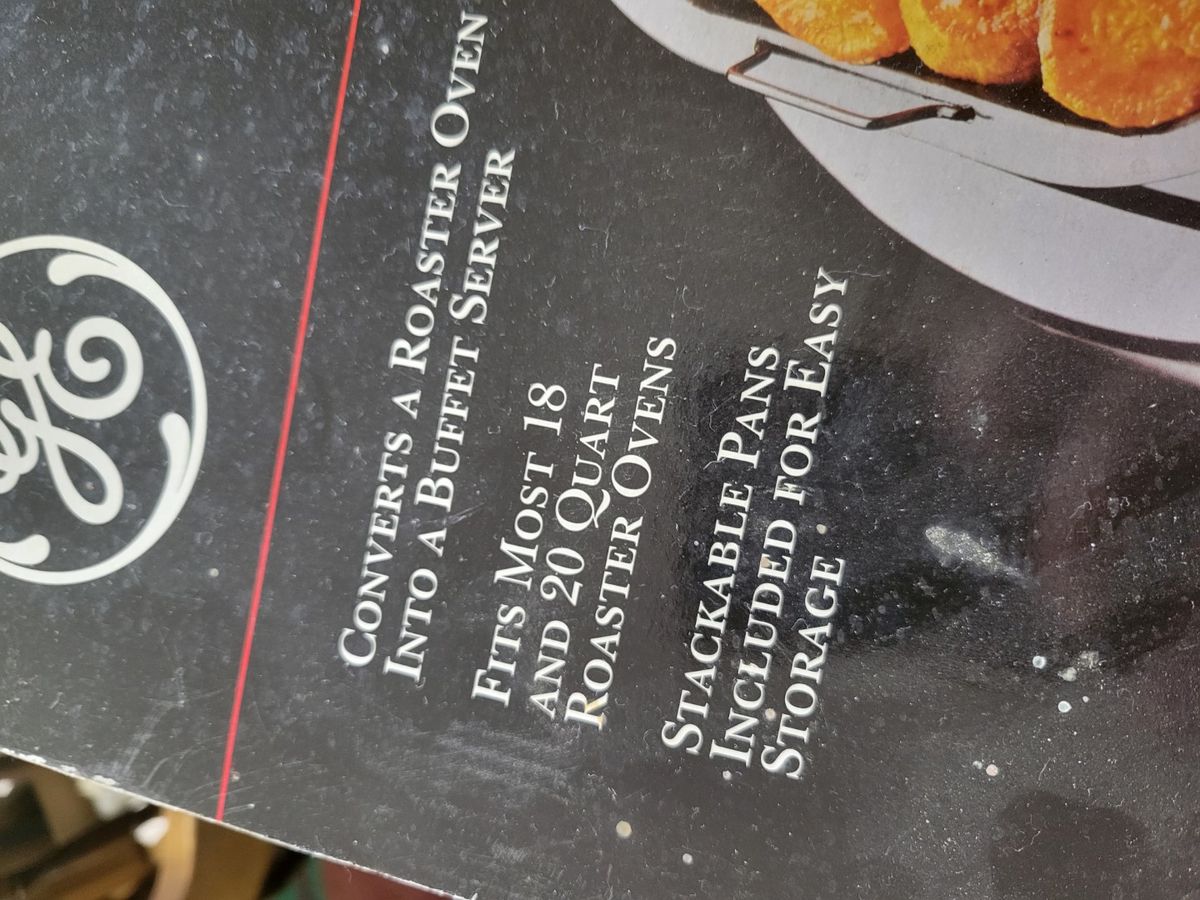 GE
Converts a Roaster Oven
Into a Buffet Server
Fits Most 18
and 20 Quart
Roaster Ovens
Stackable Pans
Included for Easy
Storage